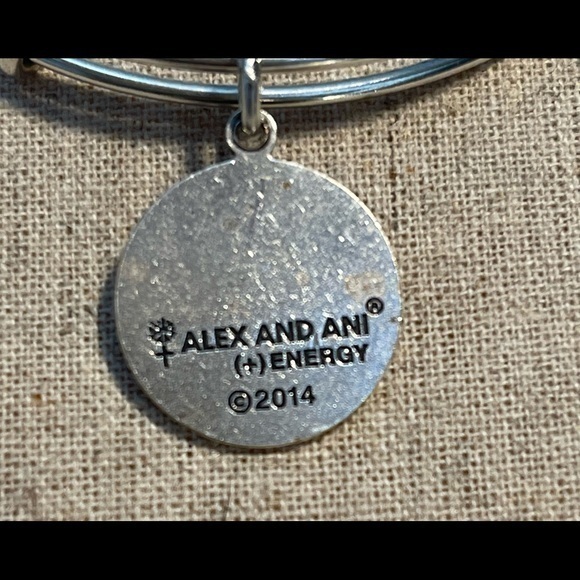 ALEX AND ANI®
(+) ENERGY
©2014